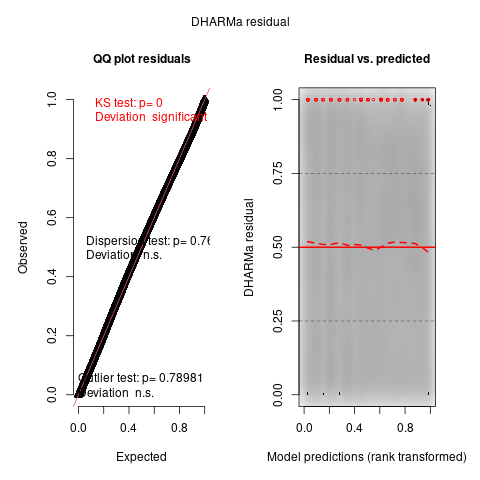 DHARMa residual
QQ plot residuals
KS test: p= 0
Deviation significant
Dispersion test: p= 0.76
Deviation n.s.
Outlier test: p= 0.78981
Deviation n.s.
Observed
0.0 0.2 0.4 0.6 0.8 1.0
0.0 0.4 0.8
Expected
Residual vs. predicted
DHARMa residual
0.00 0.25 0.50 0.75 1.00
0.0 0.4 0.8
Model predictions (rank transformed)